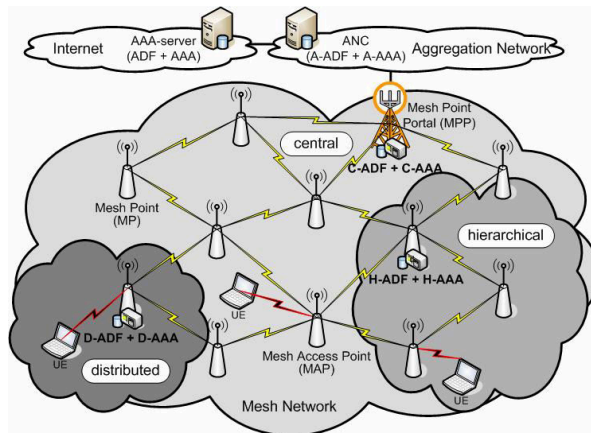 Internet
AAA-server
(ADF + AAA)
ANC
(A-ADF + A-AAA)
Aggregation Network
Mesh Point
Portal (MPP)
central
C-ADF + C-AAA
Mesh Point
(MP)
hierarchical
H-ADF + H-AAA
UE
D-ADF + D-AAA
UE
Mesh Access Point
(MAP)
distributed
UE
Mesh Network